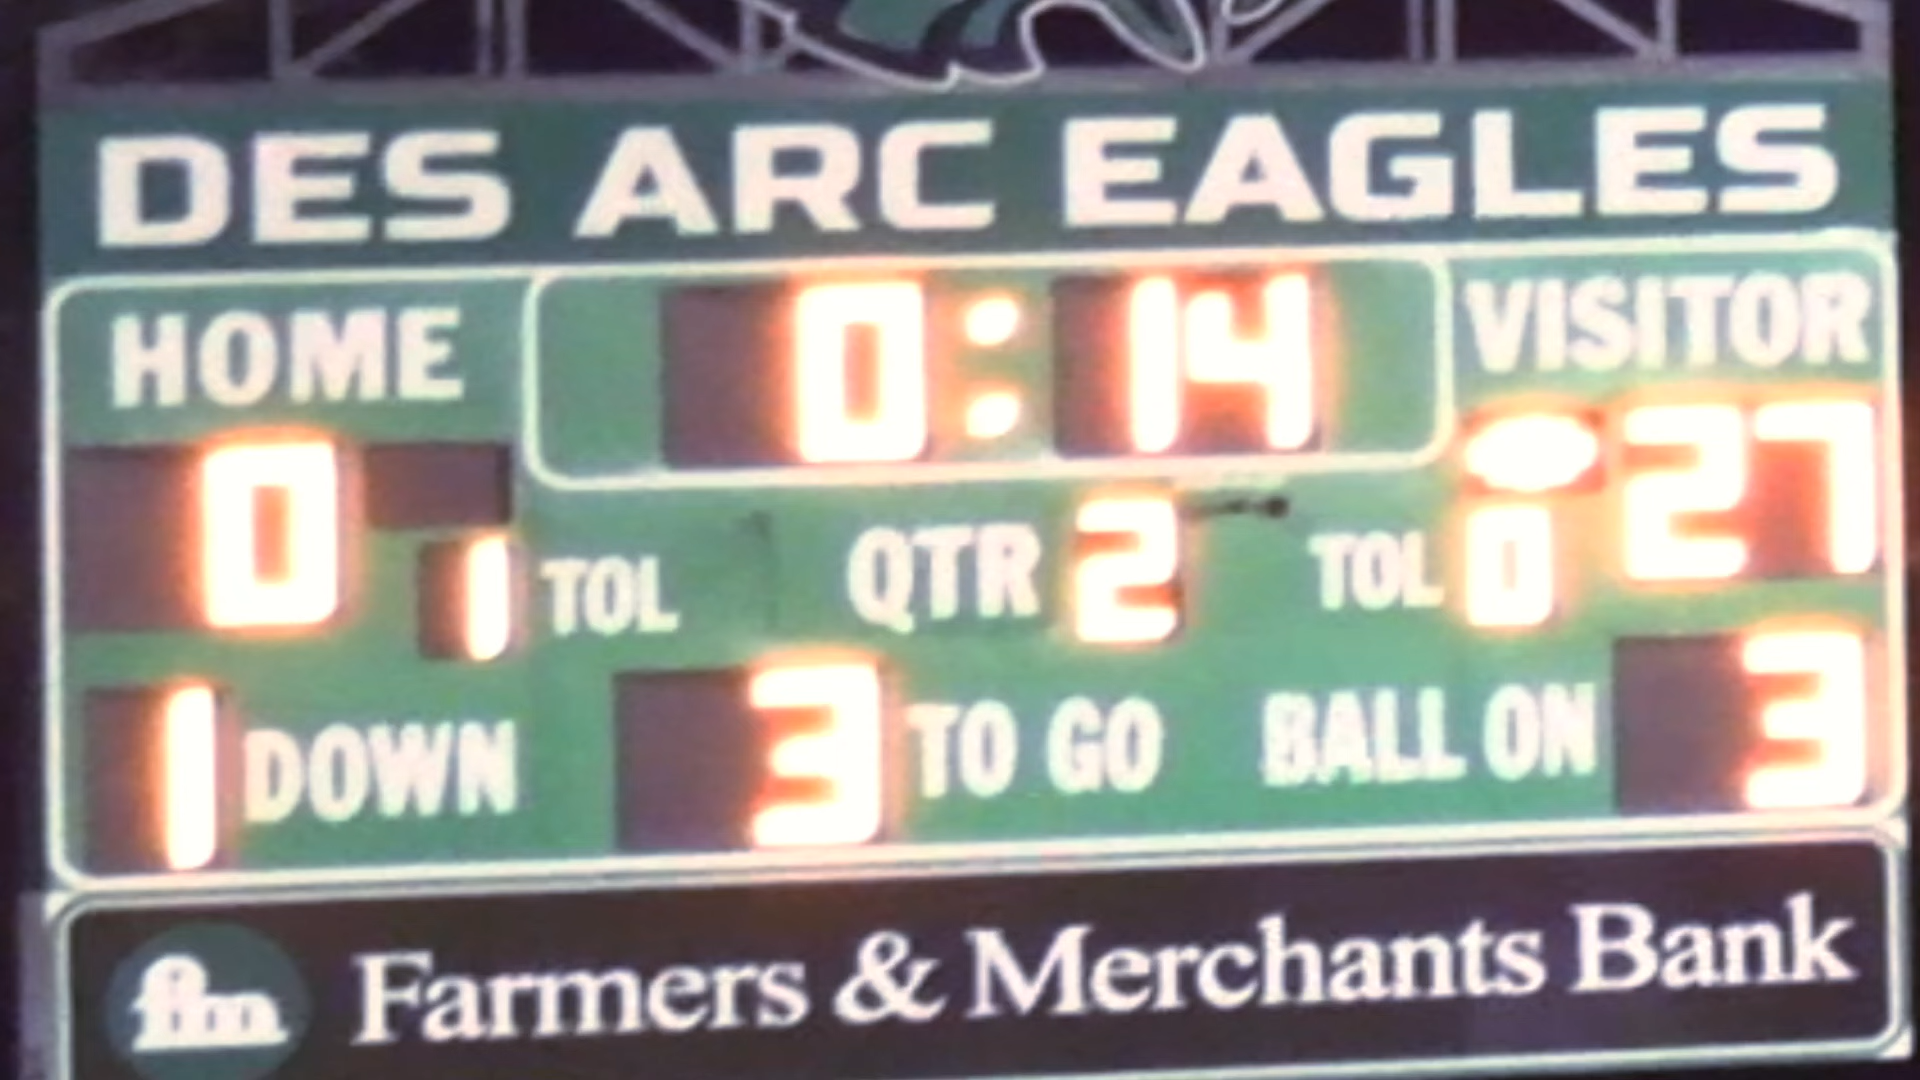 DES ARC EAGLES
HOME 0:14 VISITOR
0 27
1 TOL QTR 2 TOL 0
1 DOWN 3 TO GO BALL ON 3
fm Farmers & Merchants Bank